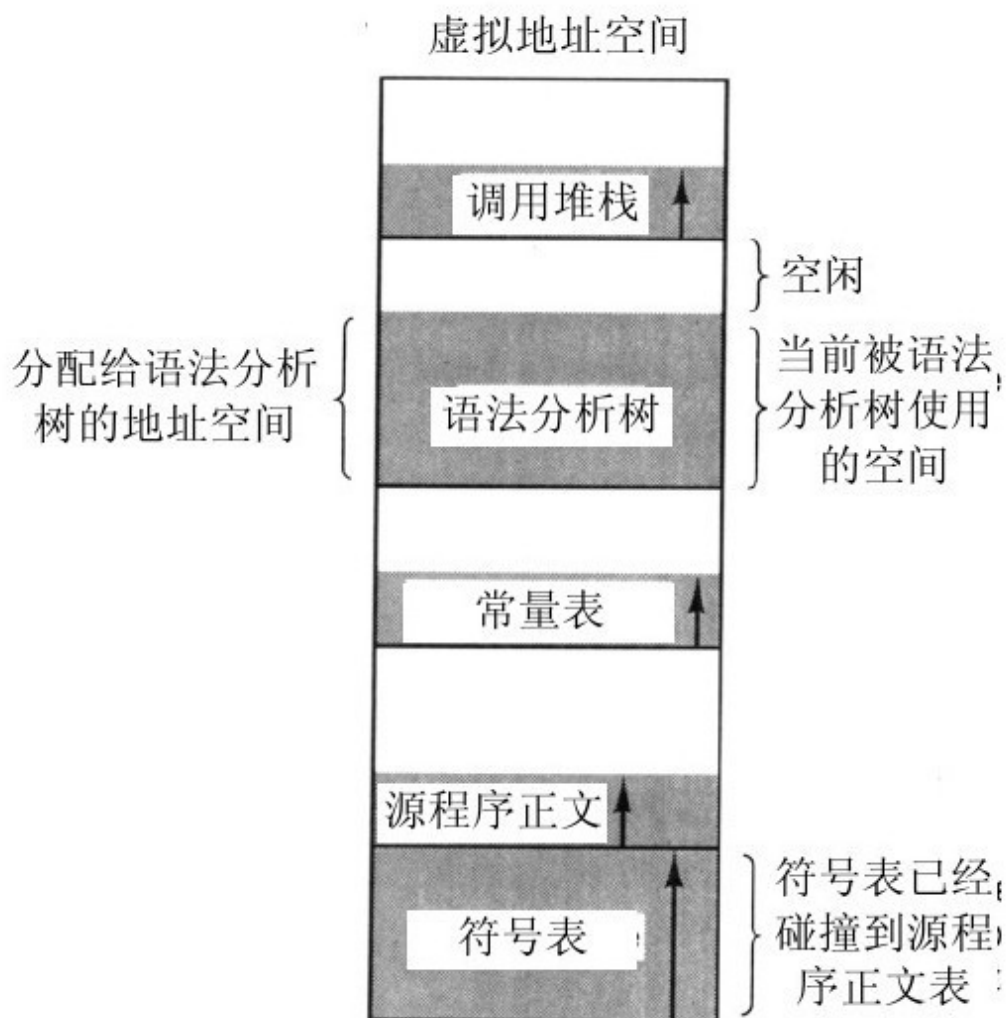 虚拟地址空间
调用堆栈
空闲
分配给语法分析
树的地址空间
语法分析树
当前被语法
分析树使用
的空间
常量表
源程序正文
符号表
符号表已经
碰撞到源程
序正文表